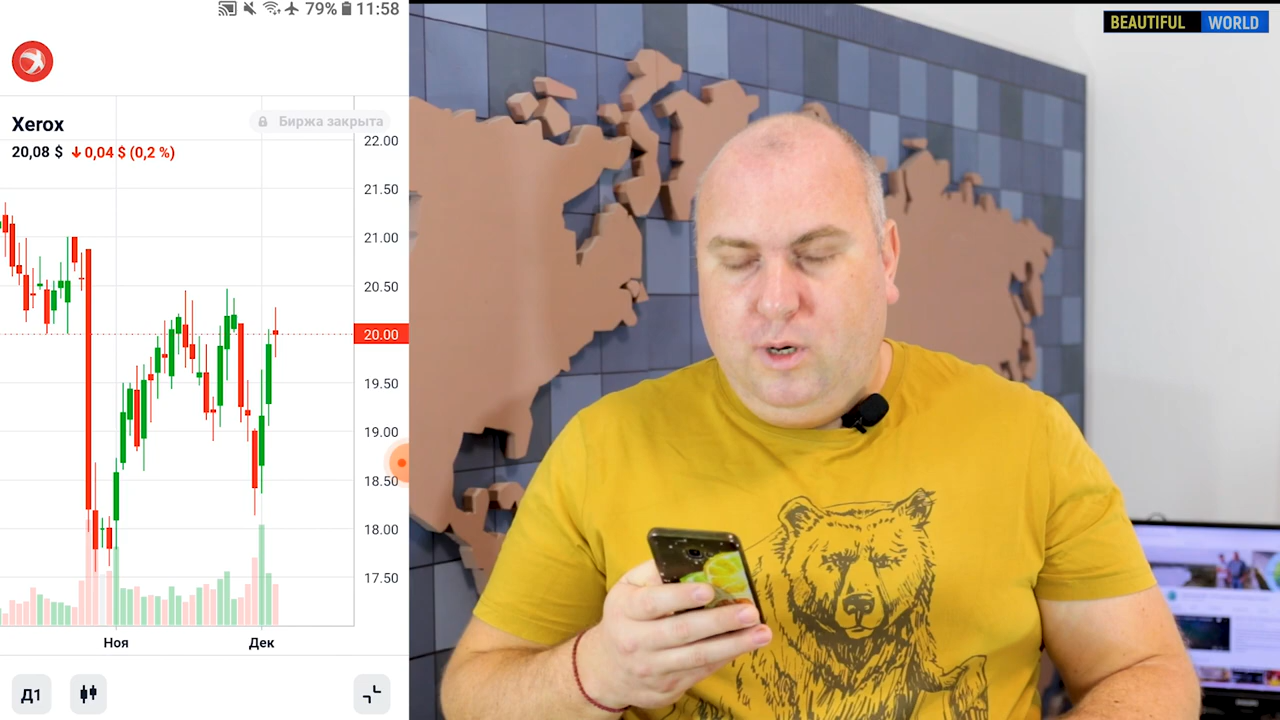 79% 11:58
Xerox
Биржа закрыта
20,08 $ ↓ 0,04 $ (0,2 %)
22.00
21.50
21.00
20.50
20.00
19.50
19.00
18.50
18.00
17.50
Ноя Дек
Д1
BEAUTIFUL WORLD